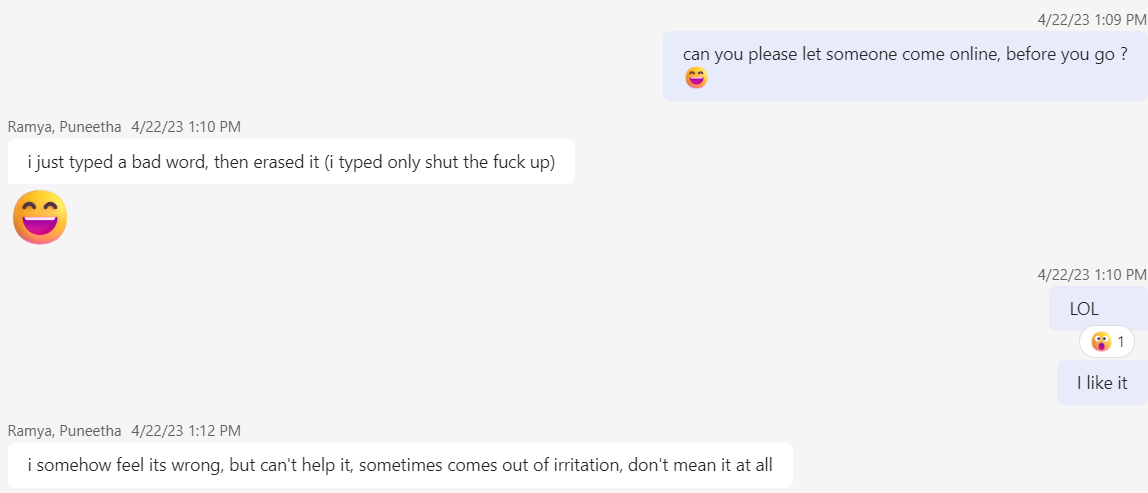 4/22/23 1:09 PM
can you please let someone come online, before you go ?
Ramya, Puneetha 4/22/23 1:10 PM
i just typed a bad word, then erased it (i typed only shut the fuck up)
4/22/23 1:10 PM
LOL
1
I like it
Ramya, Puneetha 4/22/23 1:12 PM
i somehow feel its wrong, but can't help it, sometimes comes out of irritation, don't mean it at all